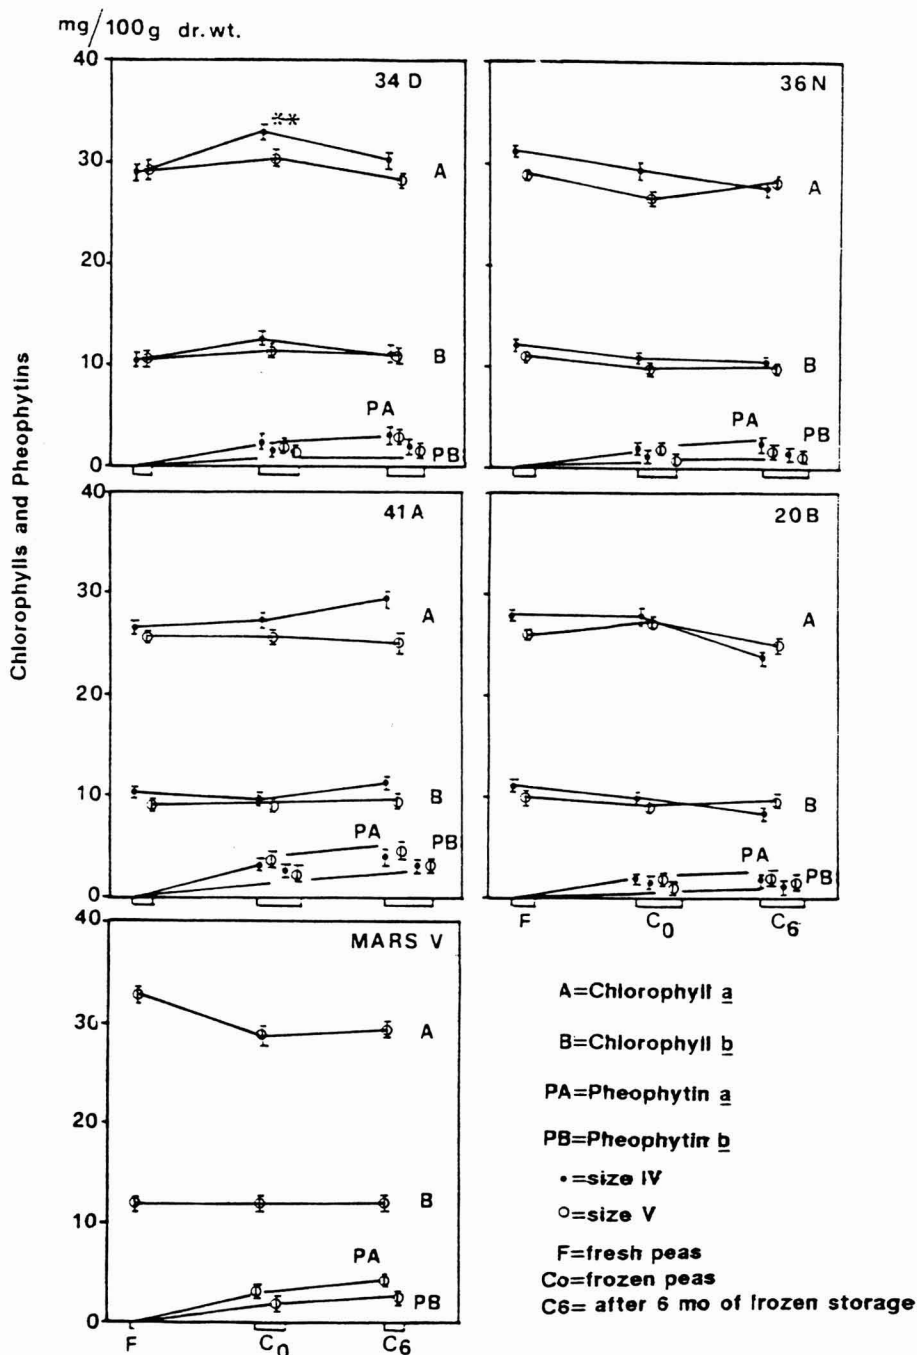 mg/100g dr.wt.
Chlorophylls and Pheophytins
40
30
20
10
0
34 D
**
A
B
PA
PB
36 N
A
B
PA
PB
40
30
20
10
0
41 A
A
B
PA
PB
20 B
A
B
PA
PB
F
C0
C6
40
30
20
10
0
MARS V
A
B
PA
PB
F
C0
C6
A=Chlorophyll a
B=Chlorophyll b
PA=Pheophytin a
PB=Pheophytin b
•=size IV
○=size V
F=fresh peas
Co=frozen peas
C6= after 6 mo of frozen storage